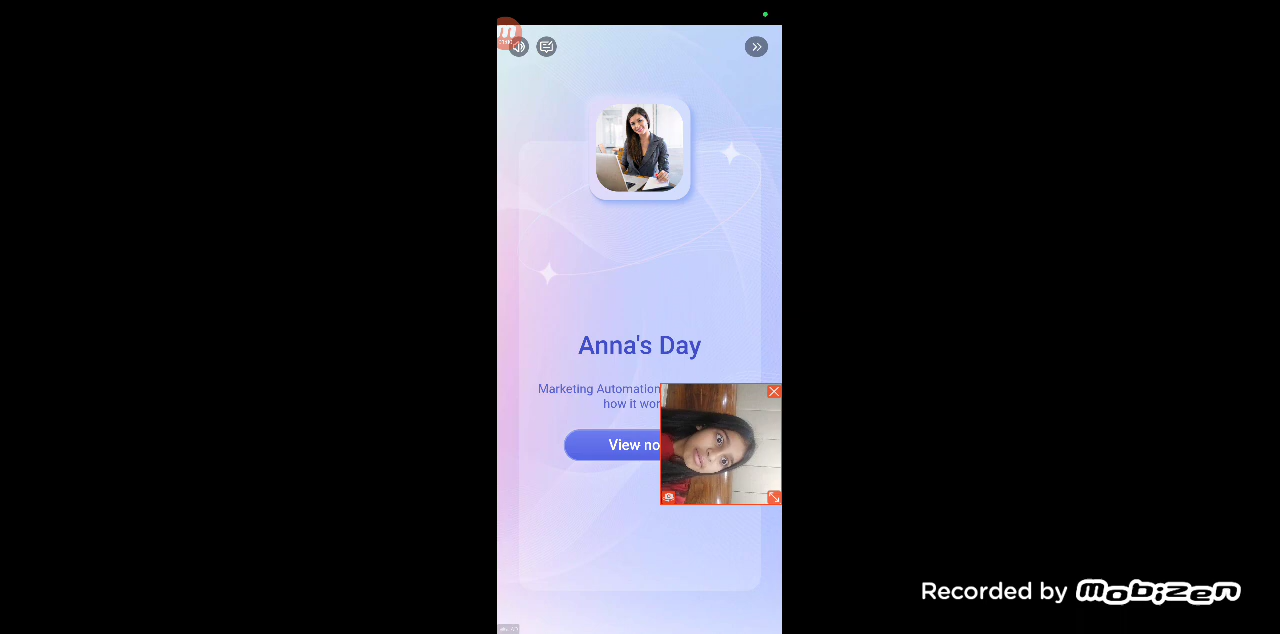 Anna's Day
Marketing Automation
how it wor
View no
Recorded by mobizen